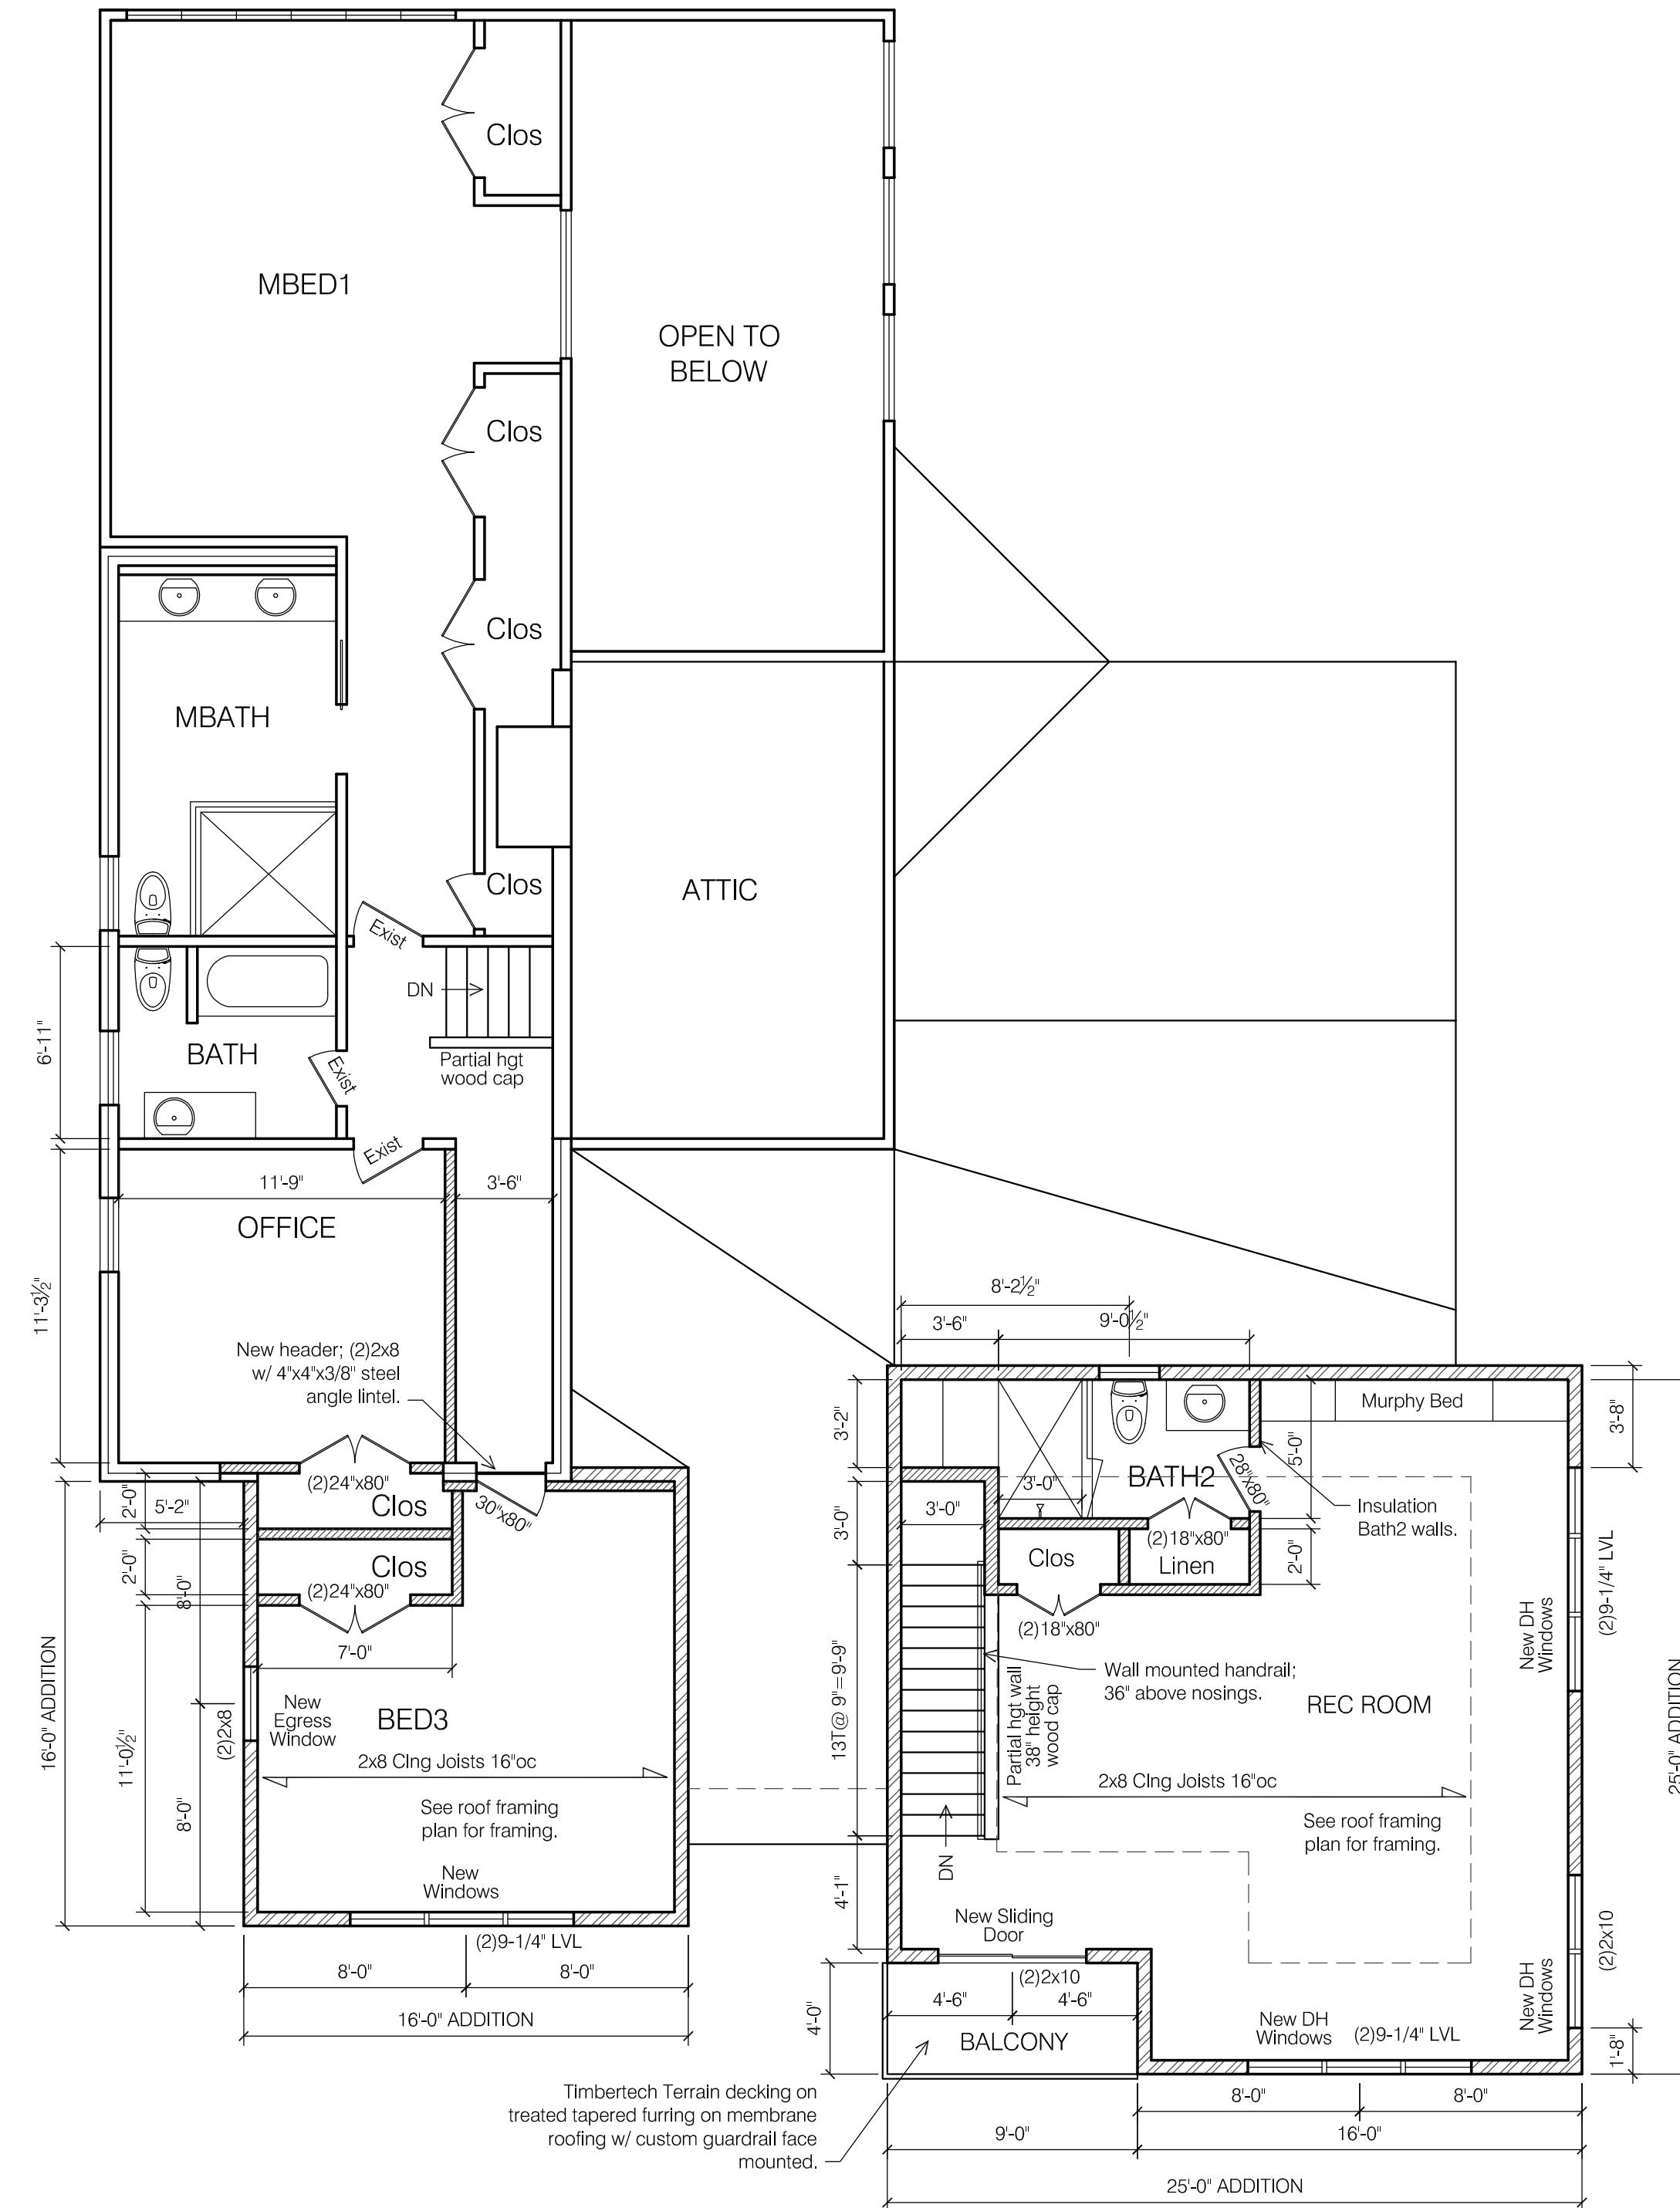 Clos
MBED1
OPEN TO
BELOW
Clos
Clos
MBATH
ATTIC
Clos
Exist
DN
6'-11"
BATH
Exist
Partial hgt
wood cap
Exist
11'-9"
3'-6"
OFFICE
11'-3½"
New header; (2)2x8
w/ 4"x4"x3/8" steel
angle lintel.
8'-2½"
3'-6"
9'-0½"
Murphy Bed
3'-8"
3'-2"
5'-0"
BATH2
28"x80"
3'-0"
(2)24"x80"
Clos
30"x80"
2'-0"
5'-2"
3'-0"
3'-0"
Insulation
Bath2 walls.
(2)18"x80"
Linen
Clos
2'-0"
2'-0"
Clos
(2)24"x80"
8'-0"
(2)18"x80"
New DH
Windows
(2)9-1/4" LVL
7'-0"
16'-0" ADDITION
11'-0½"
New
Egress
Window
(2)2x8
BED3
2x8 Clng Joists 16"oc
See roof framing
plan for framing.
8'-0"
New
Windows
13T@ 9"=9'-9"
Partial hgt wall
38" height
wood cap
Wall mounted handrail;
36" above nosings.
REC ROOM
2x8 Clng Joists 16"oc
See roof framing
plan for framing.
25'-0" ADDITION
DN
4'-1"
New Sliding
Door
(2)2x10
(2)2x10
New DH
Windows
(2)9-1/4" LVL
8'-0"
8'-0"
16'-0" ADDITION
4'-0"
4'-6"
4'-6"
BALCONY
New DH
Windows
(2)9-1/4" LVL
1'-8"
Timbertech Terrain decking on
treated tapered furring on membrane
roofing w/ custom guardrail face
mounted.
8'-0"
8'-0"
9'-0"
16'-0"
25'-0" ADDITION